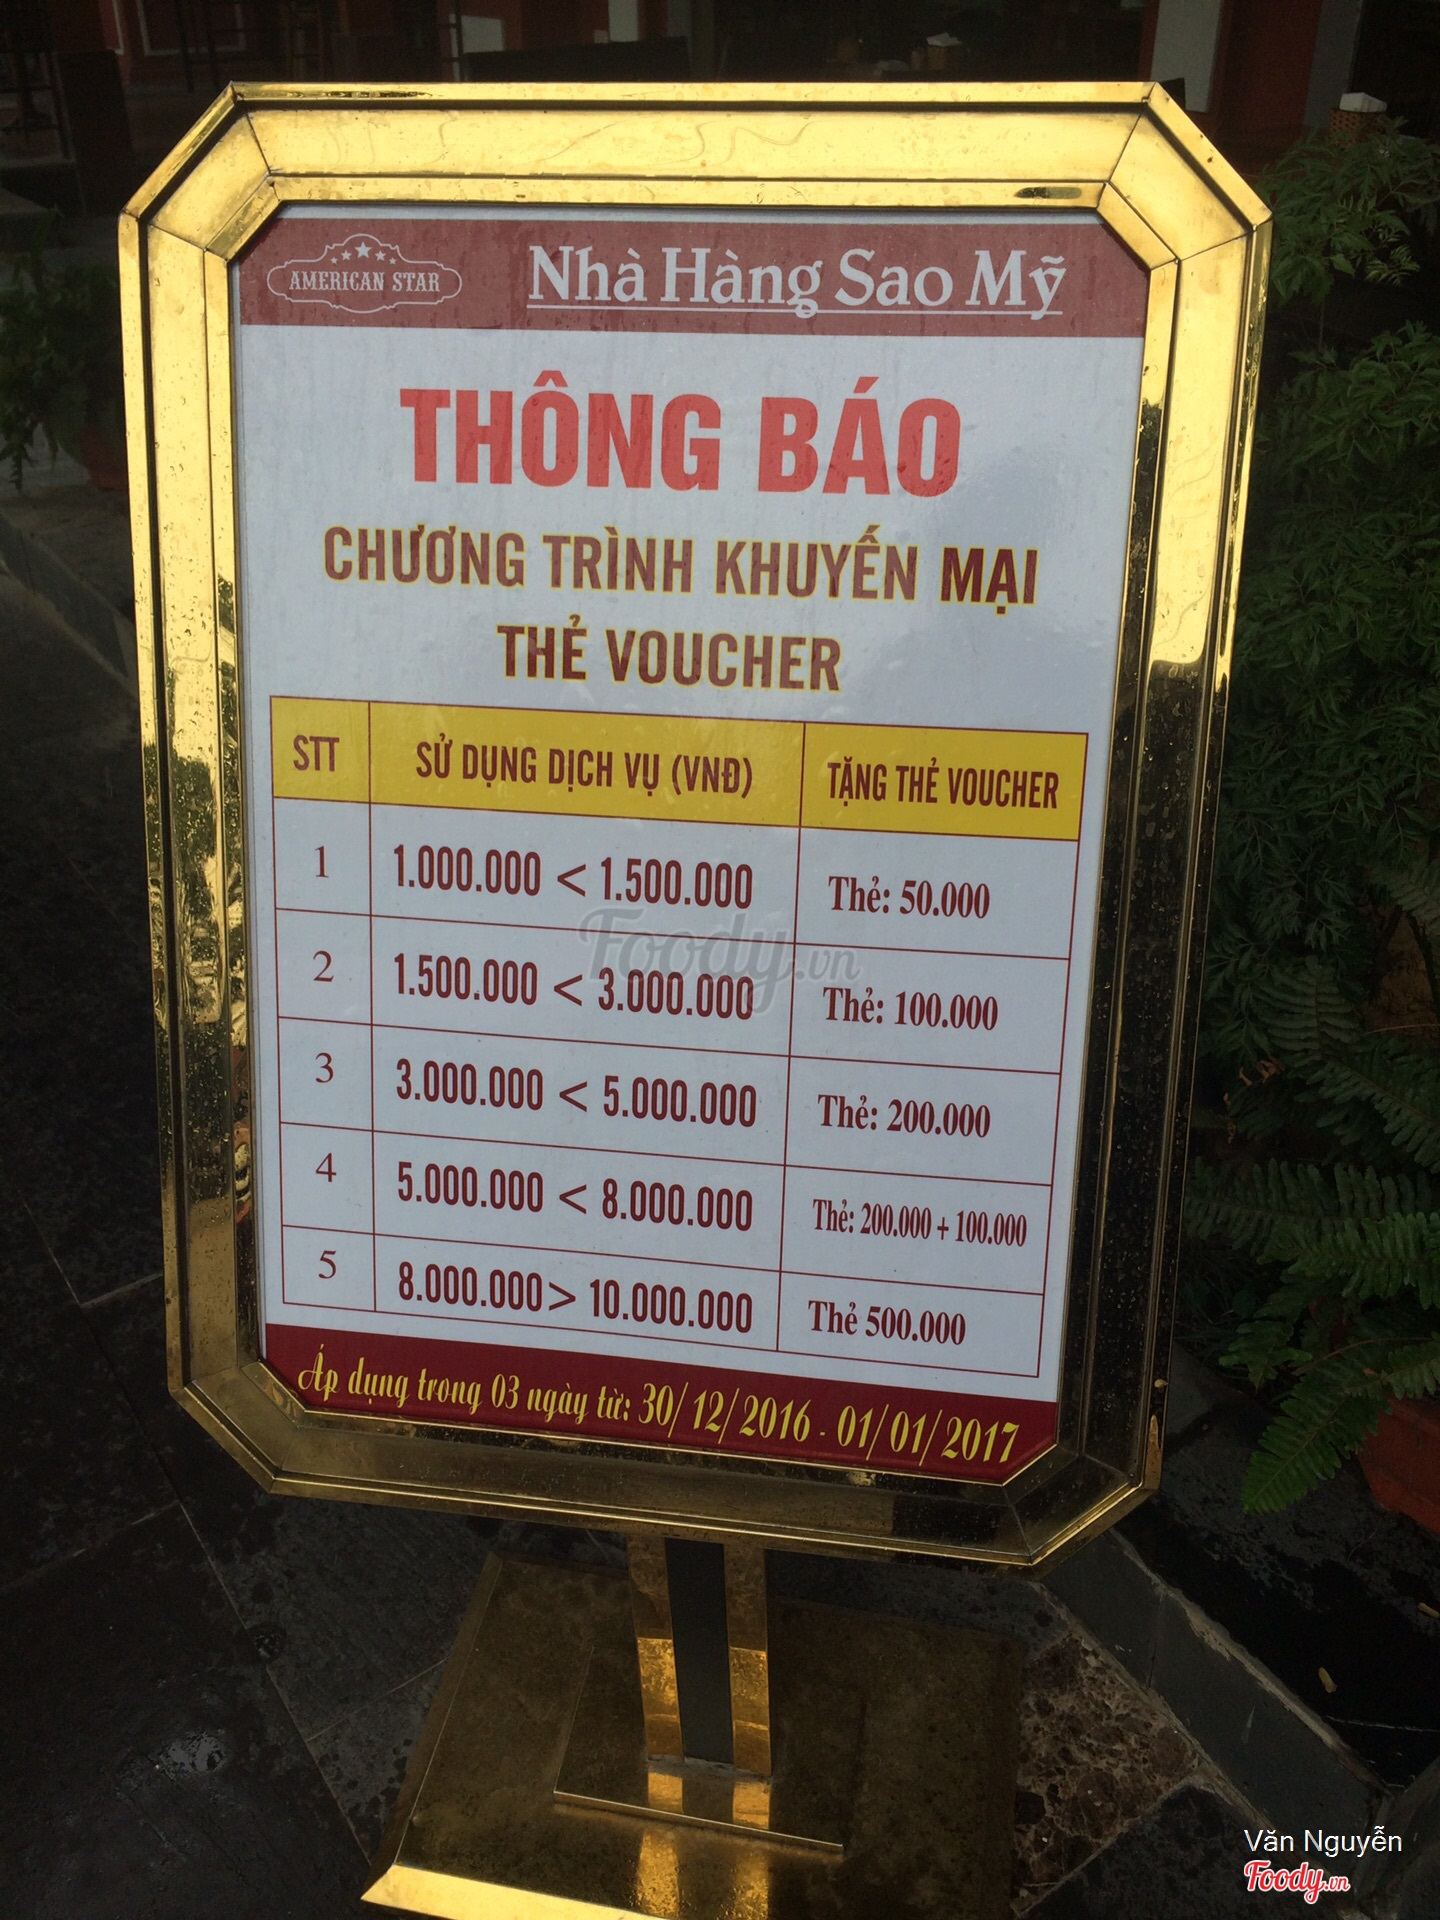 AMERICAN STAR
Nhà Hàng Sao Mỹ
THÔNG BÁO
CHƯƠNG TRÌNH KHUYẾN MẠI
THẺ VOUCHER
STT SỬ DỤNG DỊCH VỤ (VNĐ) TẶNG THẺ VOUCHER
1 1.000.000 < 1.500.000 Thẻ: 50.000
2 1.500.000 < 3.000.000 Thẻ: 100.000
3 3.000.000 < 5.000.000 Thẻ: 200.000
4 5.000.000 < 8.000.000 Thẻ: 200.000 + 100.000
5 8.000.000 > 10.000.000 Thẻ 500.000
Áp dụng trong 03 ngày từ: 30/12/2016 - 01/01/2017
Foody.vn
Văn Nguyễn
Foody.vn